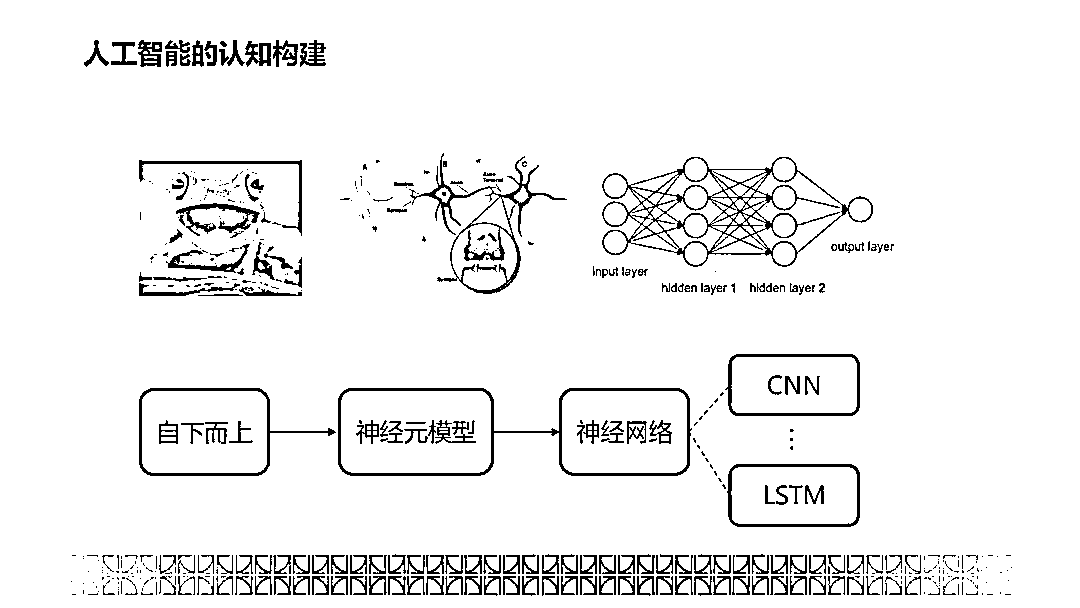 人工智能的认知构建
A
B
C
input layer
hidden layer 1
hidden layer 2
output layer
自下而上
神经元模型
神经网络
CNN
⋮
LSTM